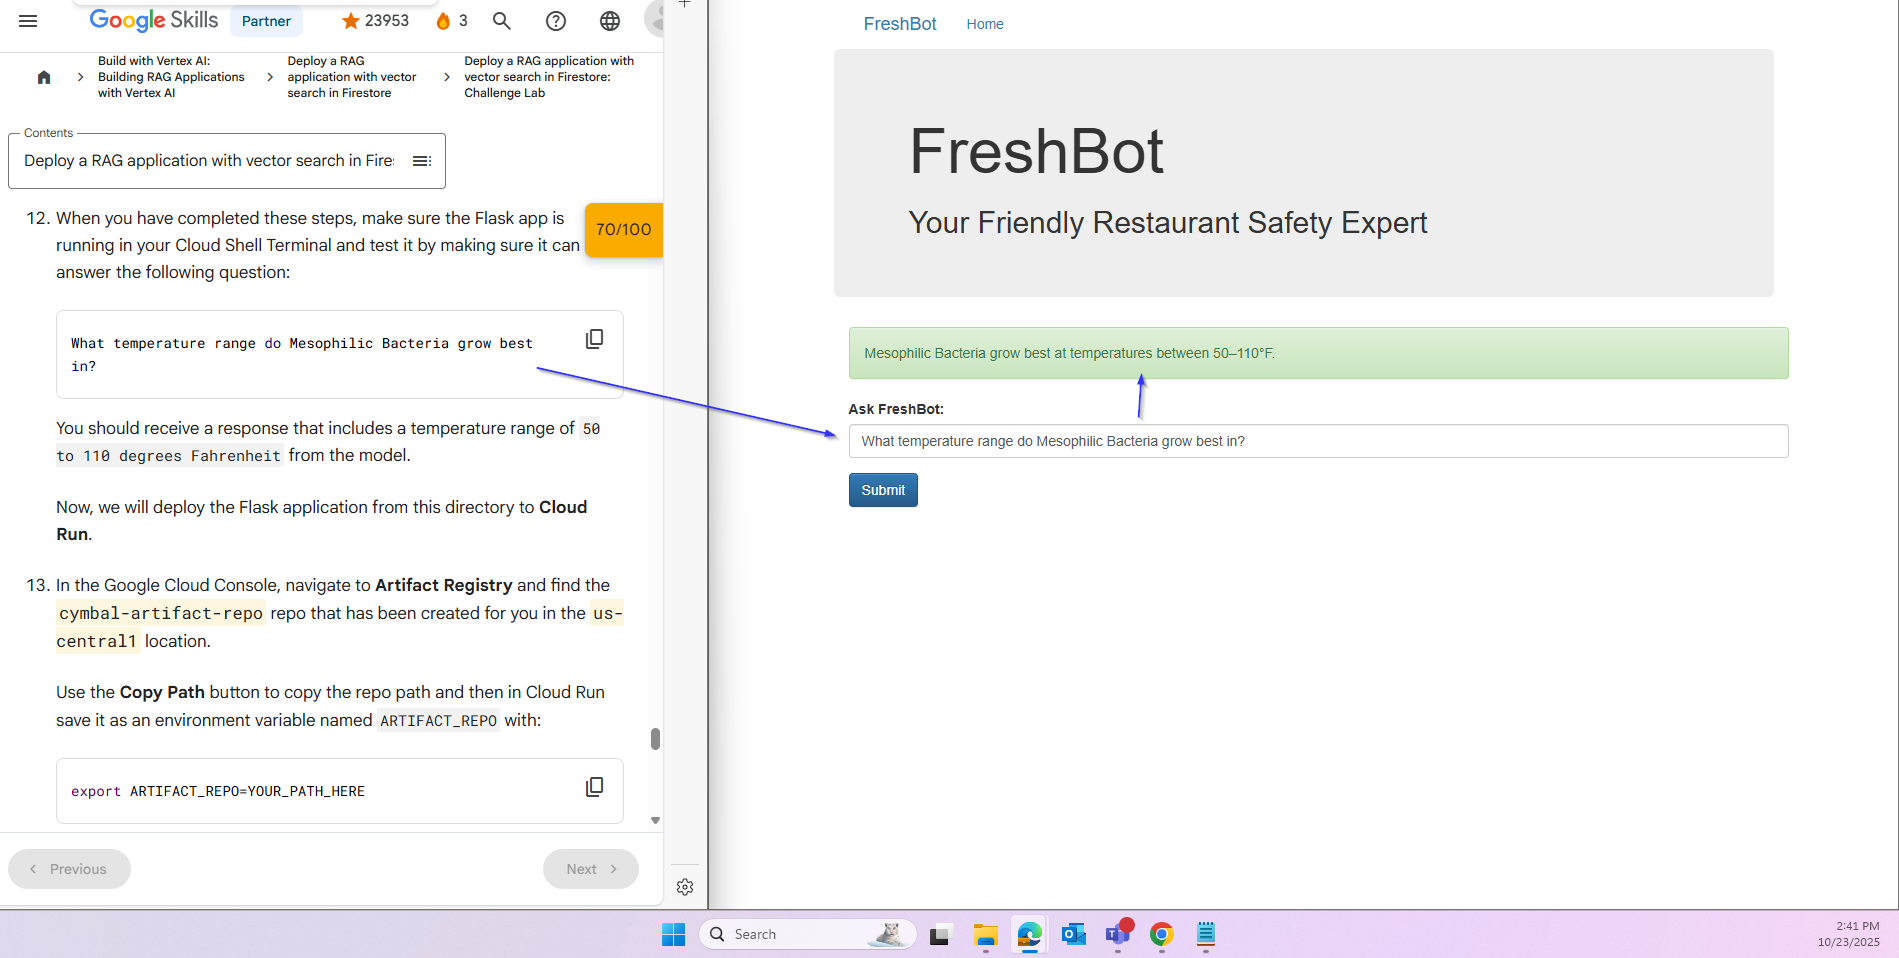 Google Skills
Partner
23953
3
Build with Vertex AI:
Building RAG Applications
with Vertex AI
Deploy a RAG
application with vector
search in Firestore
Deploy a RAG application with
vector search in Firestore:
Challenge Lab
Contents
Deploy a RAG application with vector search in Fire
12. When you have completed these steps, make sure the Flask app is
running in your Cloud Shell Terminal and test it by making sure it can
answer the following question:
70/100
What temperature range do Mesophilic Bacteria grow best
in?
You should receive a response that includes a temperature range of 50
to 110 degrees Fahrenheit from the model.
Now, we will deploy the Flask application from this directory to Cloud
Run.
13. In the Google Cloud Console, navigate to Artifact Registry and find the
cymbal-artifact-repo repo that has been created for you in the us-
central1 location.
Use the Copy Path button to copy the repo path and then in Cloud Run
save it as an environment variable named ARTIFACT_REPO with:
export ARTIFACT_REPO=YOUR_PATH_HERE
Previous
Next
FreshBot
Home
FreshBot
Your Friendly Restaurant Safety Expert
Mesophilic Bacteria grow best at temperatures between 50–110°F.
Ask FreshBot:
What temperature range do Mesophilic Bacteria grow best in?
Submit
Search
2:41 PM
10/23/2025